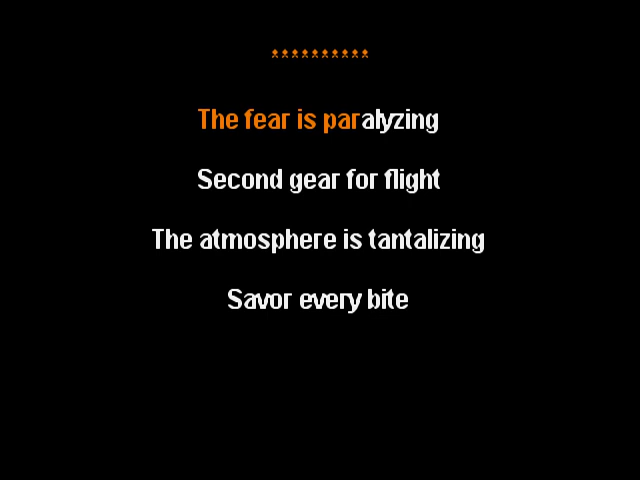 **********
The fear is paralyzing
Second gear for flight
The atmosphere is tantalizing
Savor every bite